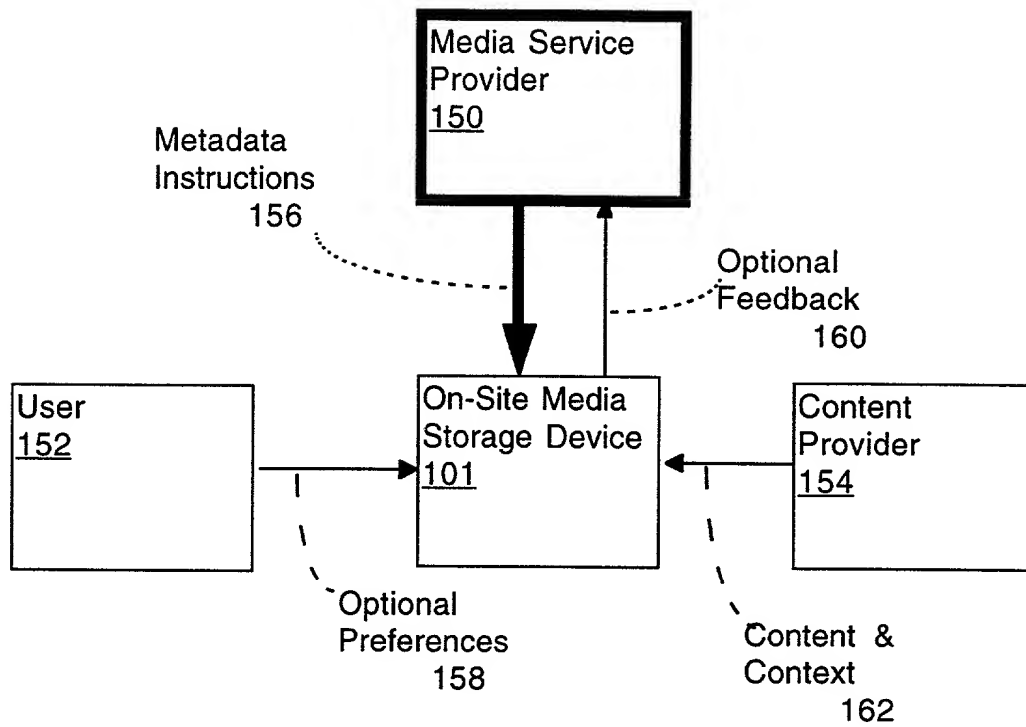 Media Service
Provider
150
Metadata
Instructions
156
Optional
Feedback
160
User
152
On-Site Media
Storage Device
101
Content
Provider
154
Optional
Preferences
158
Content &
Context
162